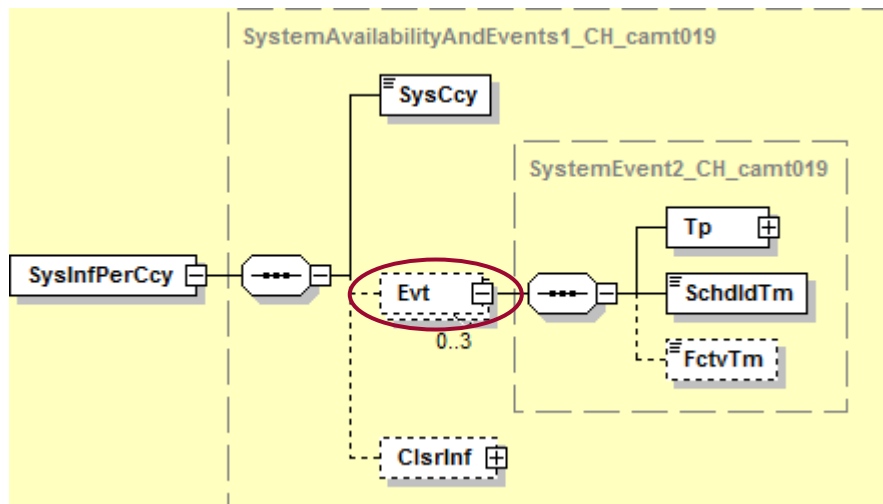 SystemAvailabilityAndEvents1_CH_camt019
SysCcy
SystemEvent2_CH_camt019
Tp
SysInfPerCcy
Evt
SchdldTm
0..3
FctvTm
ClsrInf